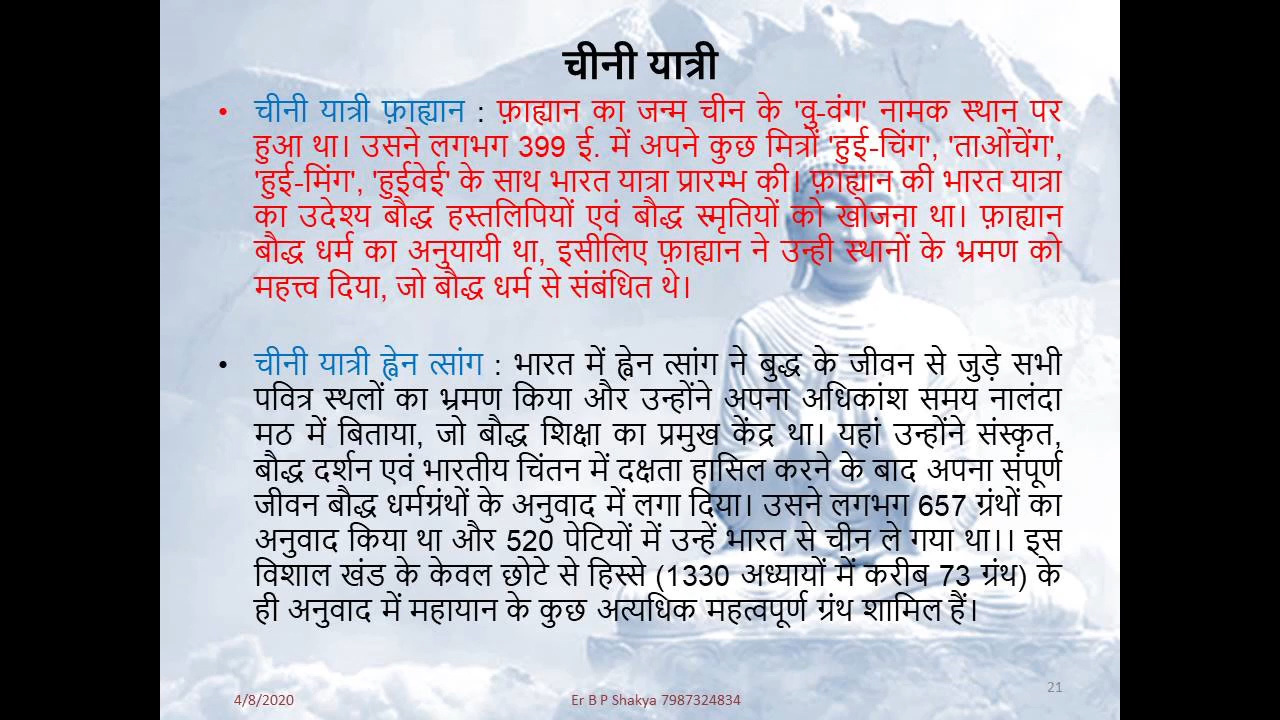 चीनी यात्री
• चीनी यात्री फ़ाह्यान : फ़ाह्यान का जन्म चीन के 'वु-वंग' नामक स्थान पर
हुआ था। उसने लगभग 399 ई. में अपने कुछ मित्रों 'हुई-चिंग', 'ताओंचेंग',
'हुई-मिंग', 'हुईवेई' के साथ भारत यात्रा प्रारम्भ की। फ़ाह्यान की भारत यात्रा
का उदेश्य बौद्ध हस्तलिपियों एवं बौद्ध स्मृतियों को खोजना था। फ़ाह्यान
बौद्ध धर्म का अनुयायी था, इसीलिए फ़ाह्यान ने उन्ही स्थानों के भ्रमण को
महत्त्व दिया, जो बौद्ध धर्म से संबंधित थे।
• चीनी यात्री ह्वेन त्सांग : भारत में ह्वेन त्सांग ने बुद्ध के जीवन से जुड़े सभी
पवित्र स्थलों का भ्रमण किया और उन्होंने अपना अधिकांश समय नालंदा
मठ में बिताया, जो बौद्ध शिक्षा का प्रमुख केंद्र था। यहां उन्होंने संस्कृत,
बौद्ध दर्शन एवं भारतीय चिंतन में दक्षता हासिल करने के बाद अपना संपूर्ण
जीवन बौद्ध धर्मग्रंथों के अनुवाद में लगा दिया। उसने लगभग 657 ग्रंथों का
अनुवाद किया था और 520 पेटियों में उन्हें भारत से चीन ले गया था।। इस
विशाल खंड के केवल छोटे से हिस्से (1330 अध्यायों में करीब 73 ग्रंथ) के
ही अनुवाद में महायान के कुछ अत्यधिक महत्वपूर्ण ग्रंथ शामिल हैं।
21
4/8/2020 Er B P Shakya 7987324834